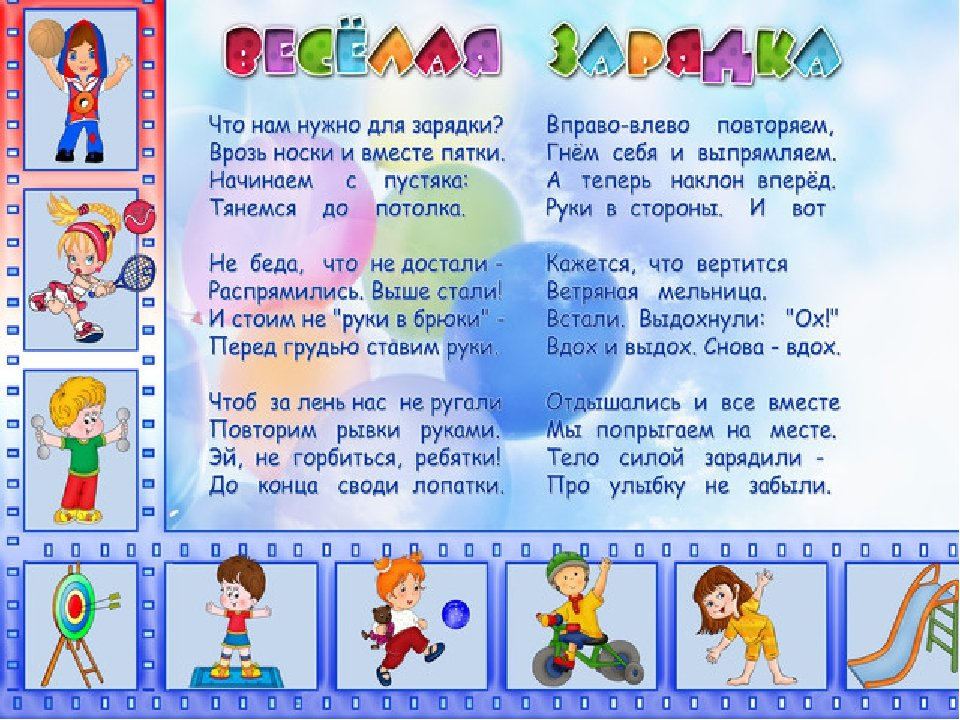 ВЕСЁЛАЯ ЗАРЯДКА
Что нам нужно для зарядки?
Врозь носки и вместе пятки.
Начинаем с пустяка:
Тянемся до потолка.
Не беда, что не достали -
Распрямились. Выше стали!
И стоим не "руки в брюки" -
Перед грудью ставим руки.
Чтоб за лень нас не ругали
Повторим рывки руками.
Эй, не горбиться, ребятки!
До конца своди лопатки.
Вправо-влево повторяем,
Гнём себя и выпрямляем.
А теперь наклон вперёд.
Руки в стороны. И вот
Кажется, что вертится
Ветряная мельница.
Встали. Выдохнули: "Ох!"
Вдох и выдох. Снова - вдох.
Отдышались и все вместе
Мы попрыгаем на месте.
Тело силой зарядили -
Про улыбку не забыли.